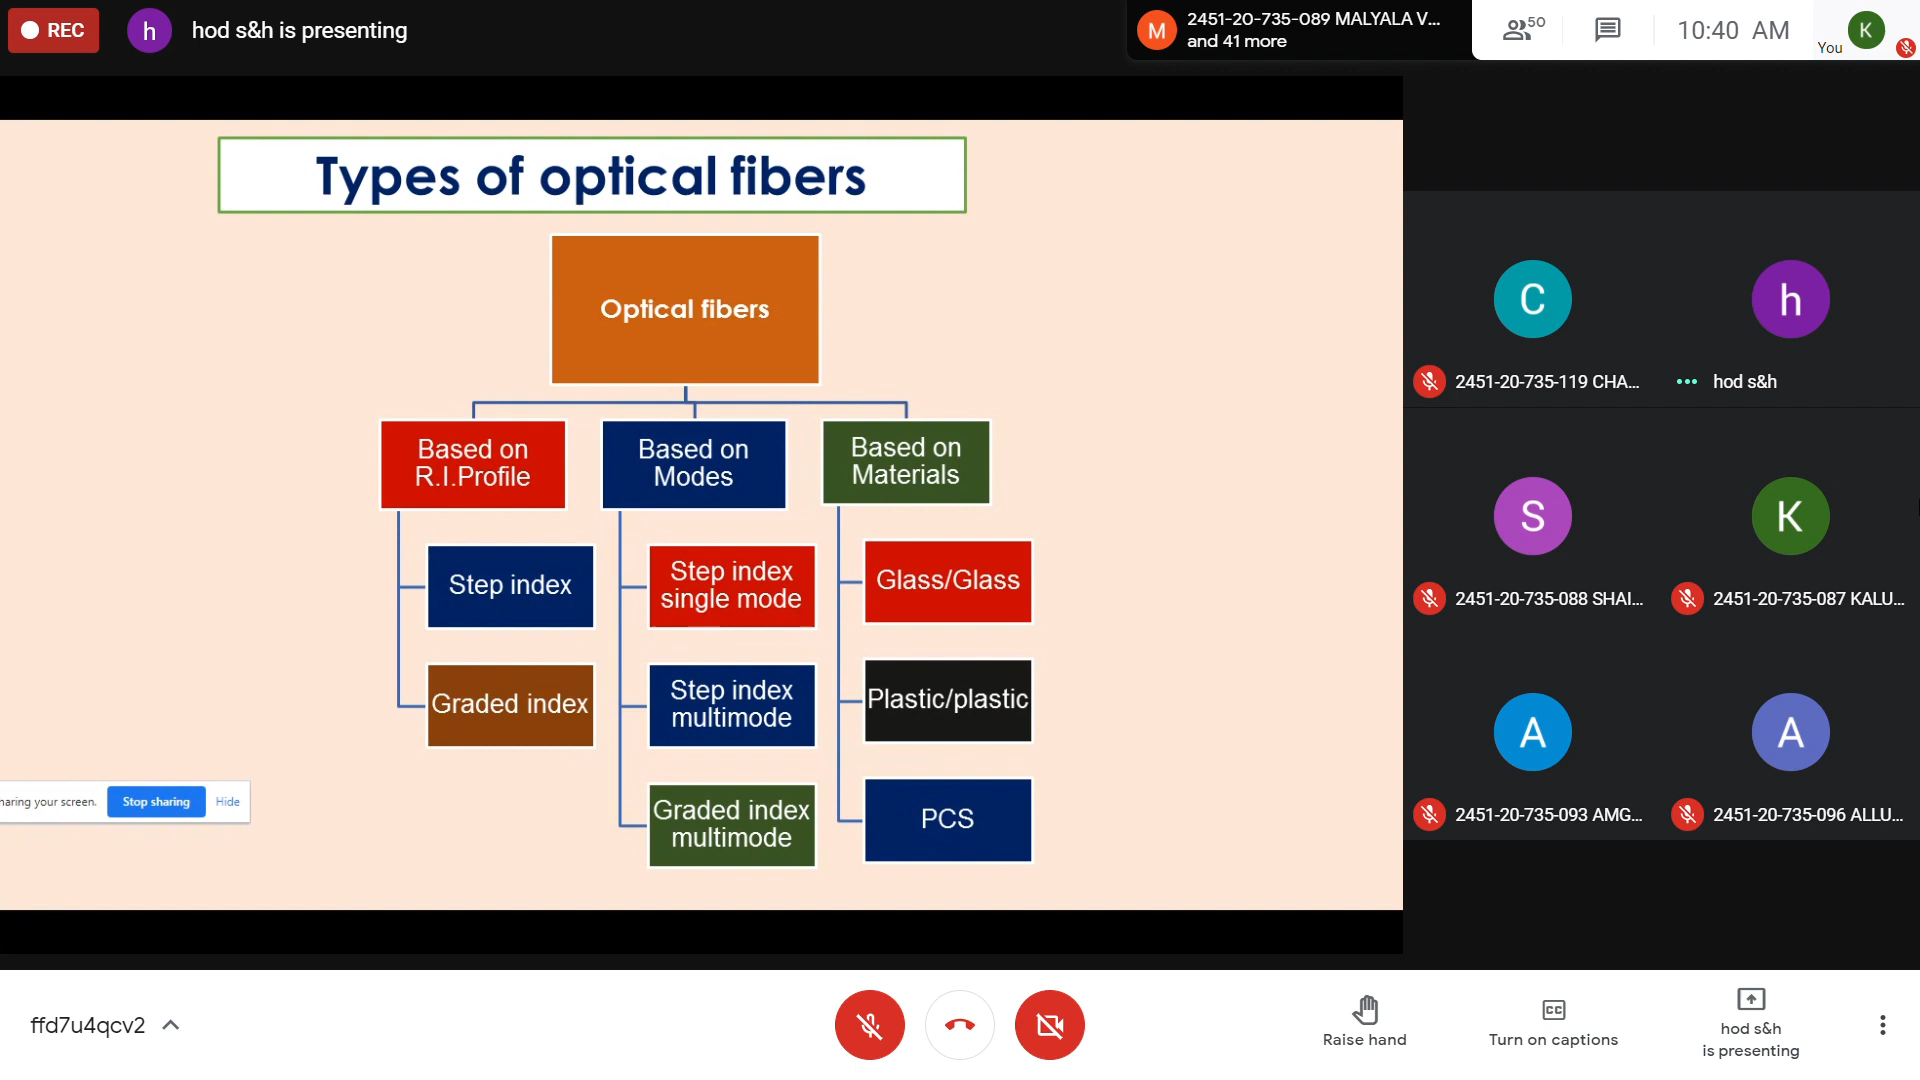 REC
h
hod s&h is presenting
M
2451-20-735-089 MALYALA V...
and 41 more
50
10:40 AM
You
K
Types of optical fibers
Optical fibers
Based on
R.I.Profile
Based on
Modes
Based on
Materials
Step index
Graded index
Step index
single mode
Step index
multimode
Graded index
multimode
Glass/Glass
Plastic/plastic
PCS
haring your screen.
Stop sharing
Hide
C
2451-20-735-119 CHA...
h
hod s&h
S
2451-20-735-088 SHAI...
K
2451-20-735-087 KALU...
A
2451-20-735-093 AMG...
A
2451-20-735-096 ALLU...
ffd7u4qcv2
Raise hand
CC
Turn on captions
hod s&h
is presenting